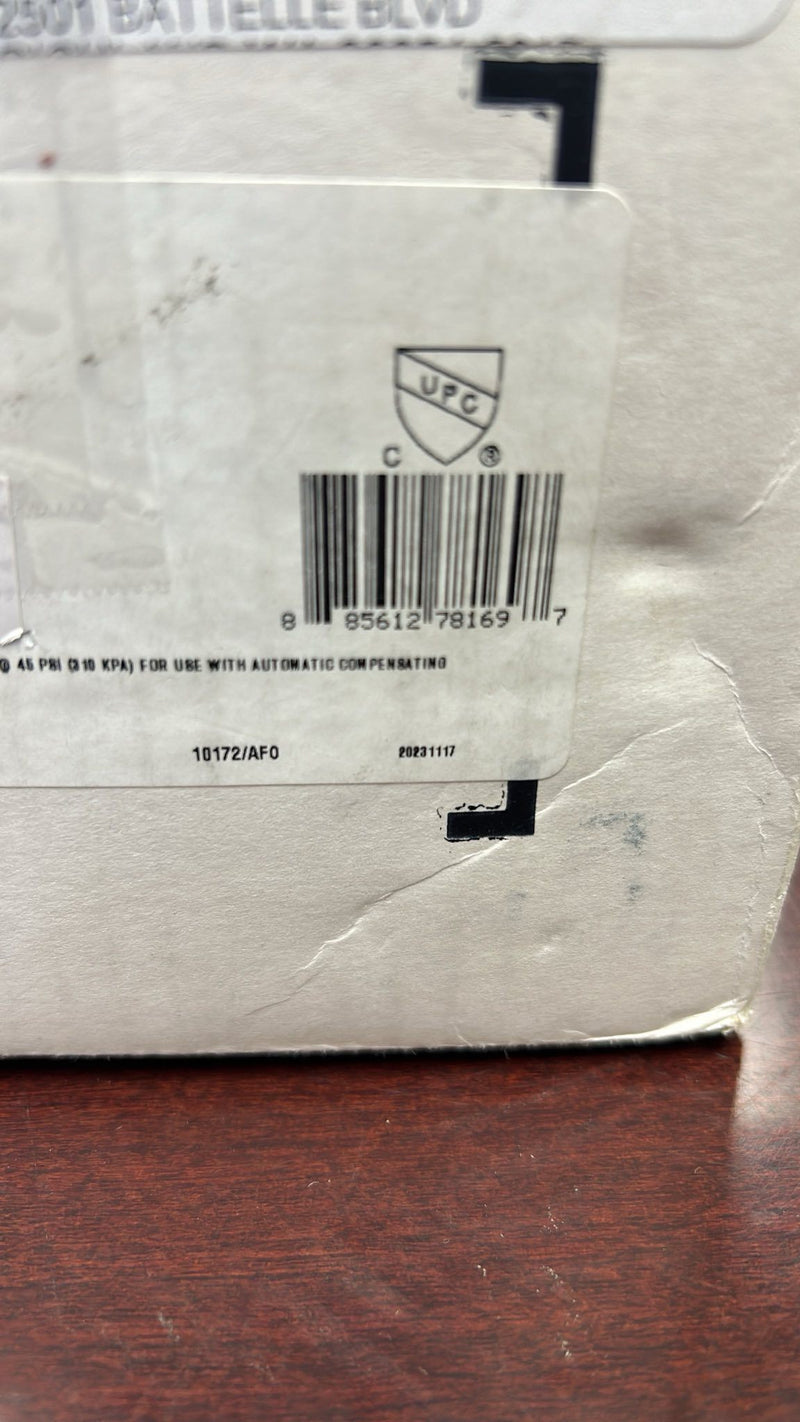 2501 BATTELLE BLVD
UPC
C ®
8 85612 78169 7
@ 45 PSI (310 KPA) FOR USE WITH AUTOMATIC COMPENSATING
10172/AF0 20231117